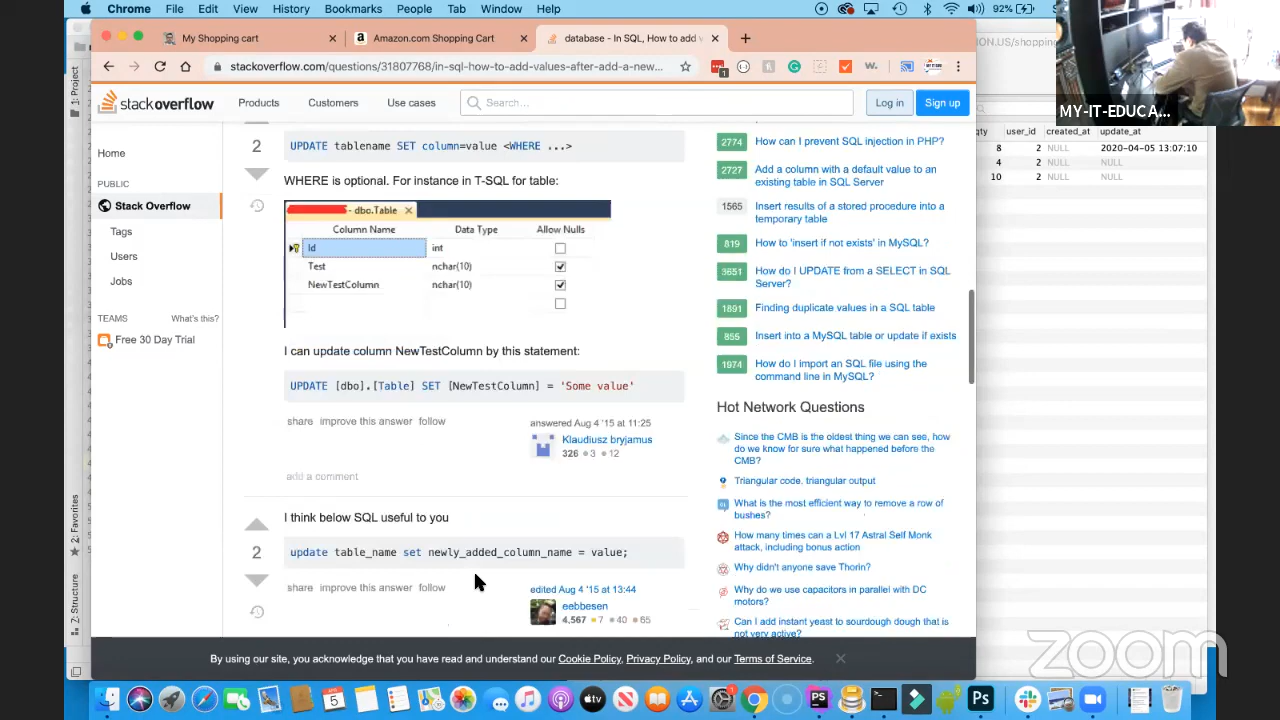 Chrome File Edit View History Bookmarks People Tab Window Help
92%
My Shopping cart
Amazon.com Shopping Cart
database - In SQL, How to add v
stackoverflow.com/questions/31807768/in-sql-how-to-add-values-after-add-a-new...
ION.US/shopping
MY-IT-EDUCA...
stackoverflow
Products
Customers
Use cases
Search...
Log in
Sign up
Home
PUBLIC
Stack Overflow
Tags
Users
Jobs
TEAMS
What's this?
Free 30 Day Trial
1: Project
2: Favorites
7: Structure
2
UPDATE tablename SET column=value <WHERE ...>
WHERE is optional. For instance in T-SQL for table:
- dbo.Table
Column Name Data Type Allow Nulls
Id int
Test nchar(10)
NewTestColumn nchar(10)
I can update column NewTestColumn by this statement:
UPDATE [dbo].[Table] SET [NewTestColumn] = 'Some value'
share improve this answer follow
answered Aug 4 '15 at 11:25
Klaudiusz bryjamus
326 3 12
add a comment
I think below SQL useful to you
2
update table_name set newly_added_column_name = value;
share improve this answer follow
edited Aug 4 '15 at 13:44
eebbesen
4,567 7 40 65
2774 How can I prevent SQL injection in PHP?
2727 Add a column with a default value to an
existing table in SQL Server
1565 Insert results of a stored procedure into a
temporary table
819 How to 'insert if not exists' in MySQL?
3651 How do I UPDATE from a SELECT in SQL
Server?
1891 Finding duplicate values in a SQL table
855 Insert into a MySQL table or update if exists
1974 How do I import an SQL file using the
command line in MySQL?
Hot Network Questions
Since the CMB is the oldest thing we can see, how
do we know for sure what happened before the
CMB?
Triangular code, triangular output
What is the most efficient way to remove a row of
bushes?
How many times can a Lvl 17 Astral Self Monk
attack, including bonus action
Why didn't anyone save Thorin?
Why do we use capacitors in parallel with DC
motors?
Can I add instant yeast to sourdough dough that is
not very active?
qty user_id created_at update_at
8 2 NULL 2020-04-05 13:07:10
4 2 NULL NULL
10 2 NULL NULL
By using our site, you acknowledge that you have read and understand our Cookie Policy, Privacy Policy, and our Terms of Service.
zoom
5
1
PS
Ps